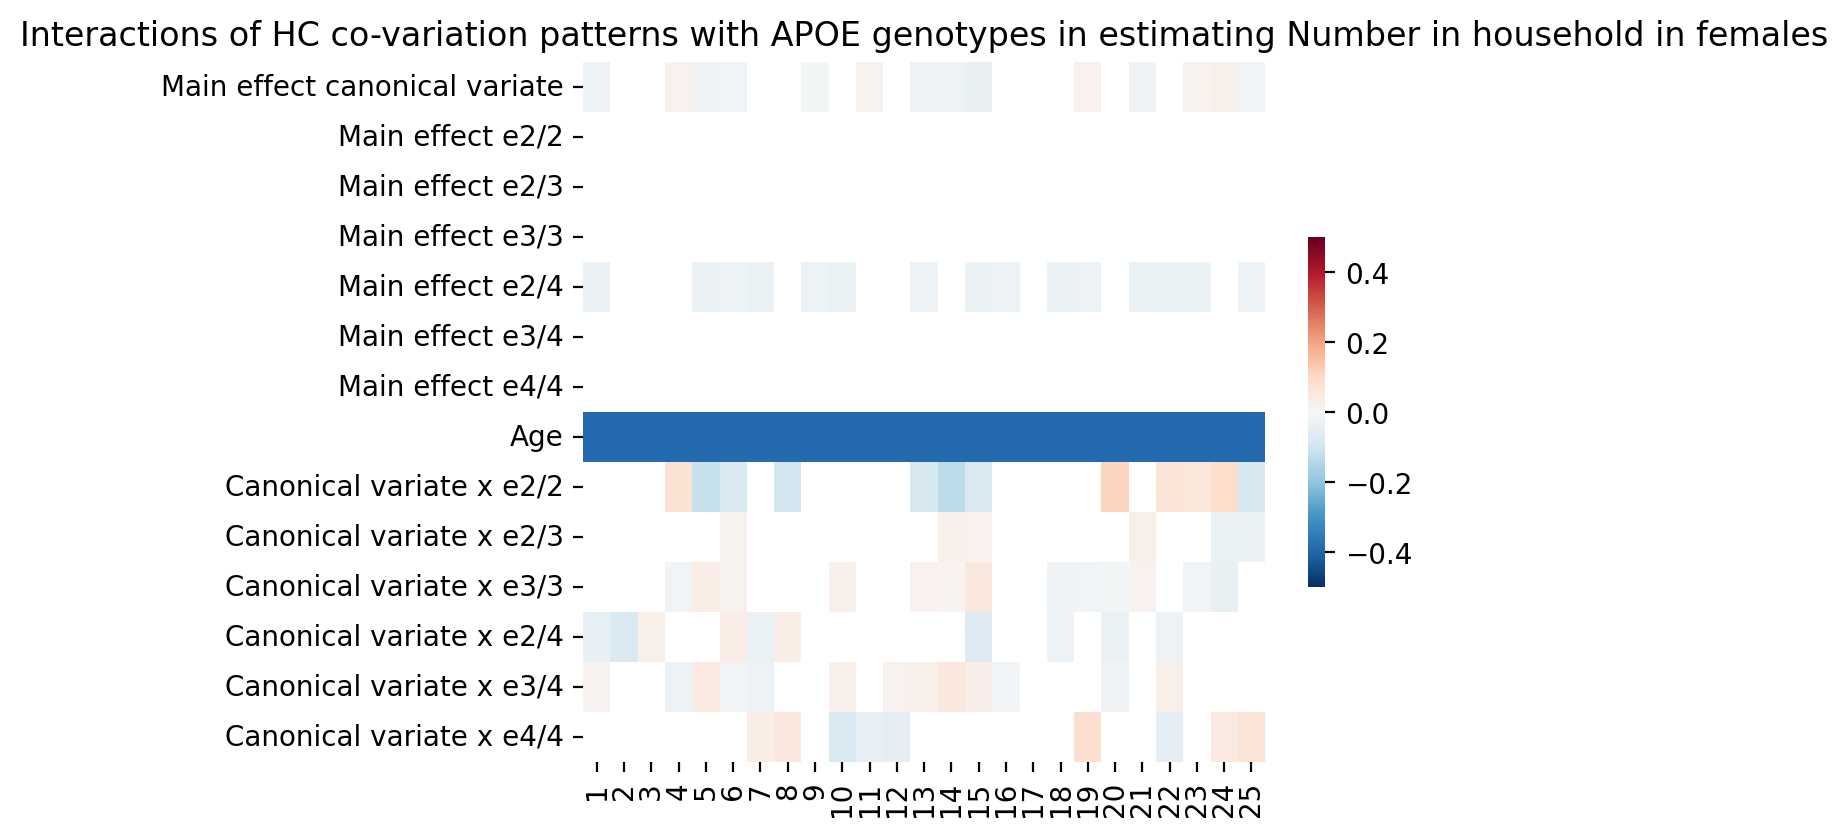 Interactions of HC co-variation patterns with APOE genotypes in estimating Number in household in females
Main effect canonical variate
Main effect e2/2
Main effect e2/3
Main effect e3/3
Main effect e2/4
Main effect e3/4
Main effect e4/4
Age
Canonical variate x e2/2
Canonical variate x e2/3
Canonical variate x e3/3
Canonical variate x e2/4
Canonical variate x e3/4
Canonical variate x e4/4
1 2 3 4 5 6 7 8 9 10 11 12 13 14 15 16 17 18 19 20 21 22 23 24 25
0.4
0.2
0.0
−0.2
−0.4